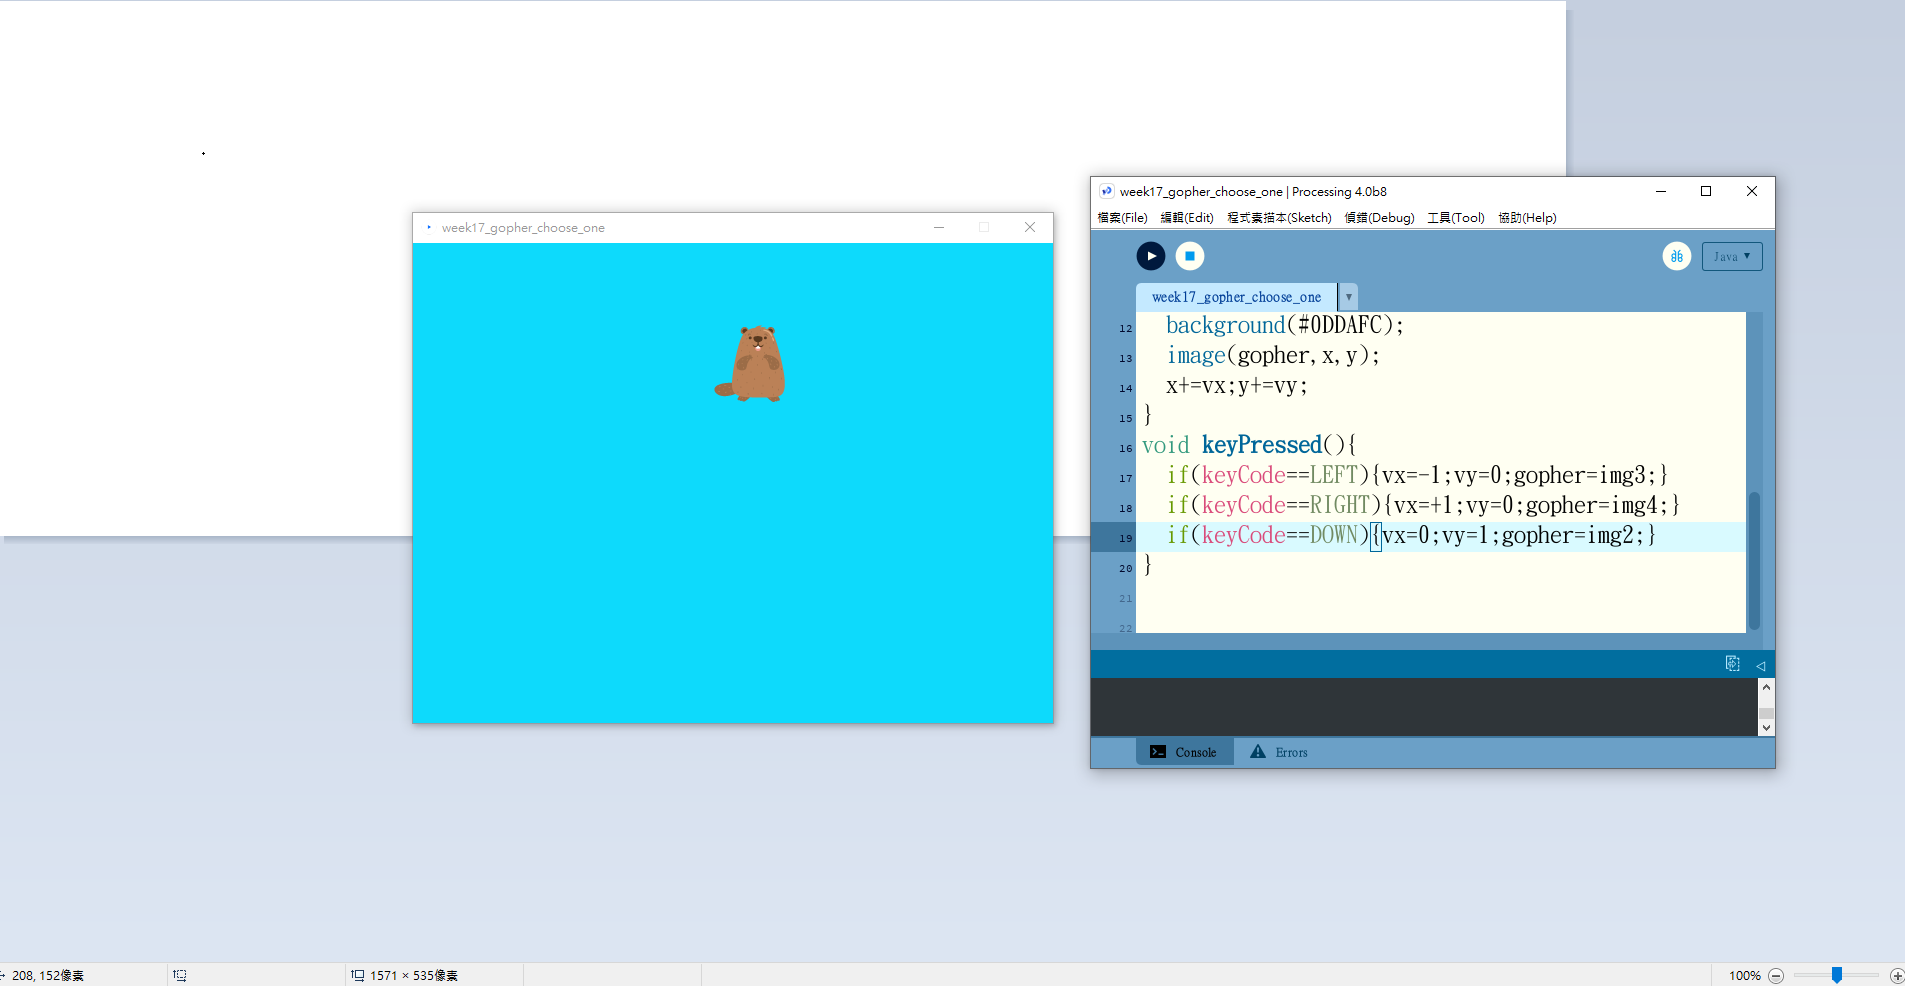 week17_gopher_choose_one
week17_gopher_choose_one | Processing 4.0b8
檔案(File) 編輯(Edit) 程式素描本(Sketch) 偵錯(Debug) 工具(Tool) 協助(Help)
Java
week17_gopher_choose_one
12 background(#0DDAFC);
13 image(gopher,x,y);
14 x+=vx;y+=vy;
15 }
16 void keyPressed(){
17 if(keyCode==LEFT){vx=-1;vy=0;gopher=img3;}
18 if(keyCode==RIGHT){vx=+1;vy=0;gopher=img4;}
19 if(keyCode==DOWN){vx=0;vy=1;gopher=img2;}
20 }
21
22
Console Errors
208, 152像素 1571 × 535像素 100%